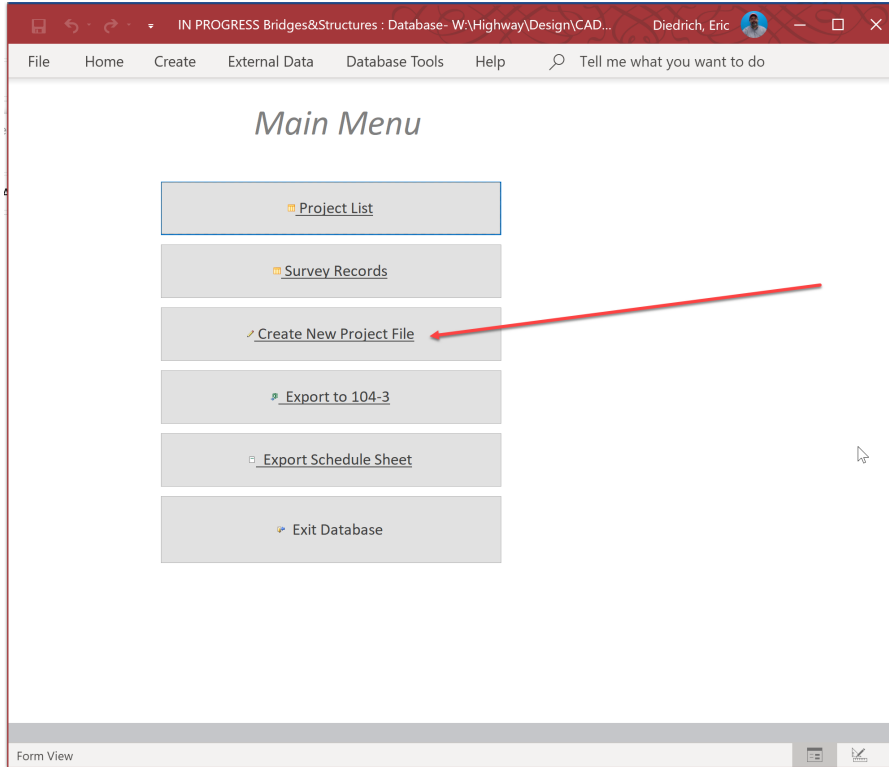 IN PROGRESS Bridges&Structures : Database- W:\Highway\Design\CAD... Diedrich, Eric
File Home Create External Data Database Tools Help Tell me what you want to do
Main Menu
Project List
Survey Records
Create New Project File
Export to 104-3
Export Schedule Sheet
Exit Database
Form View